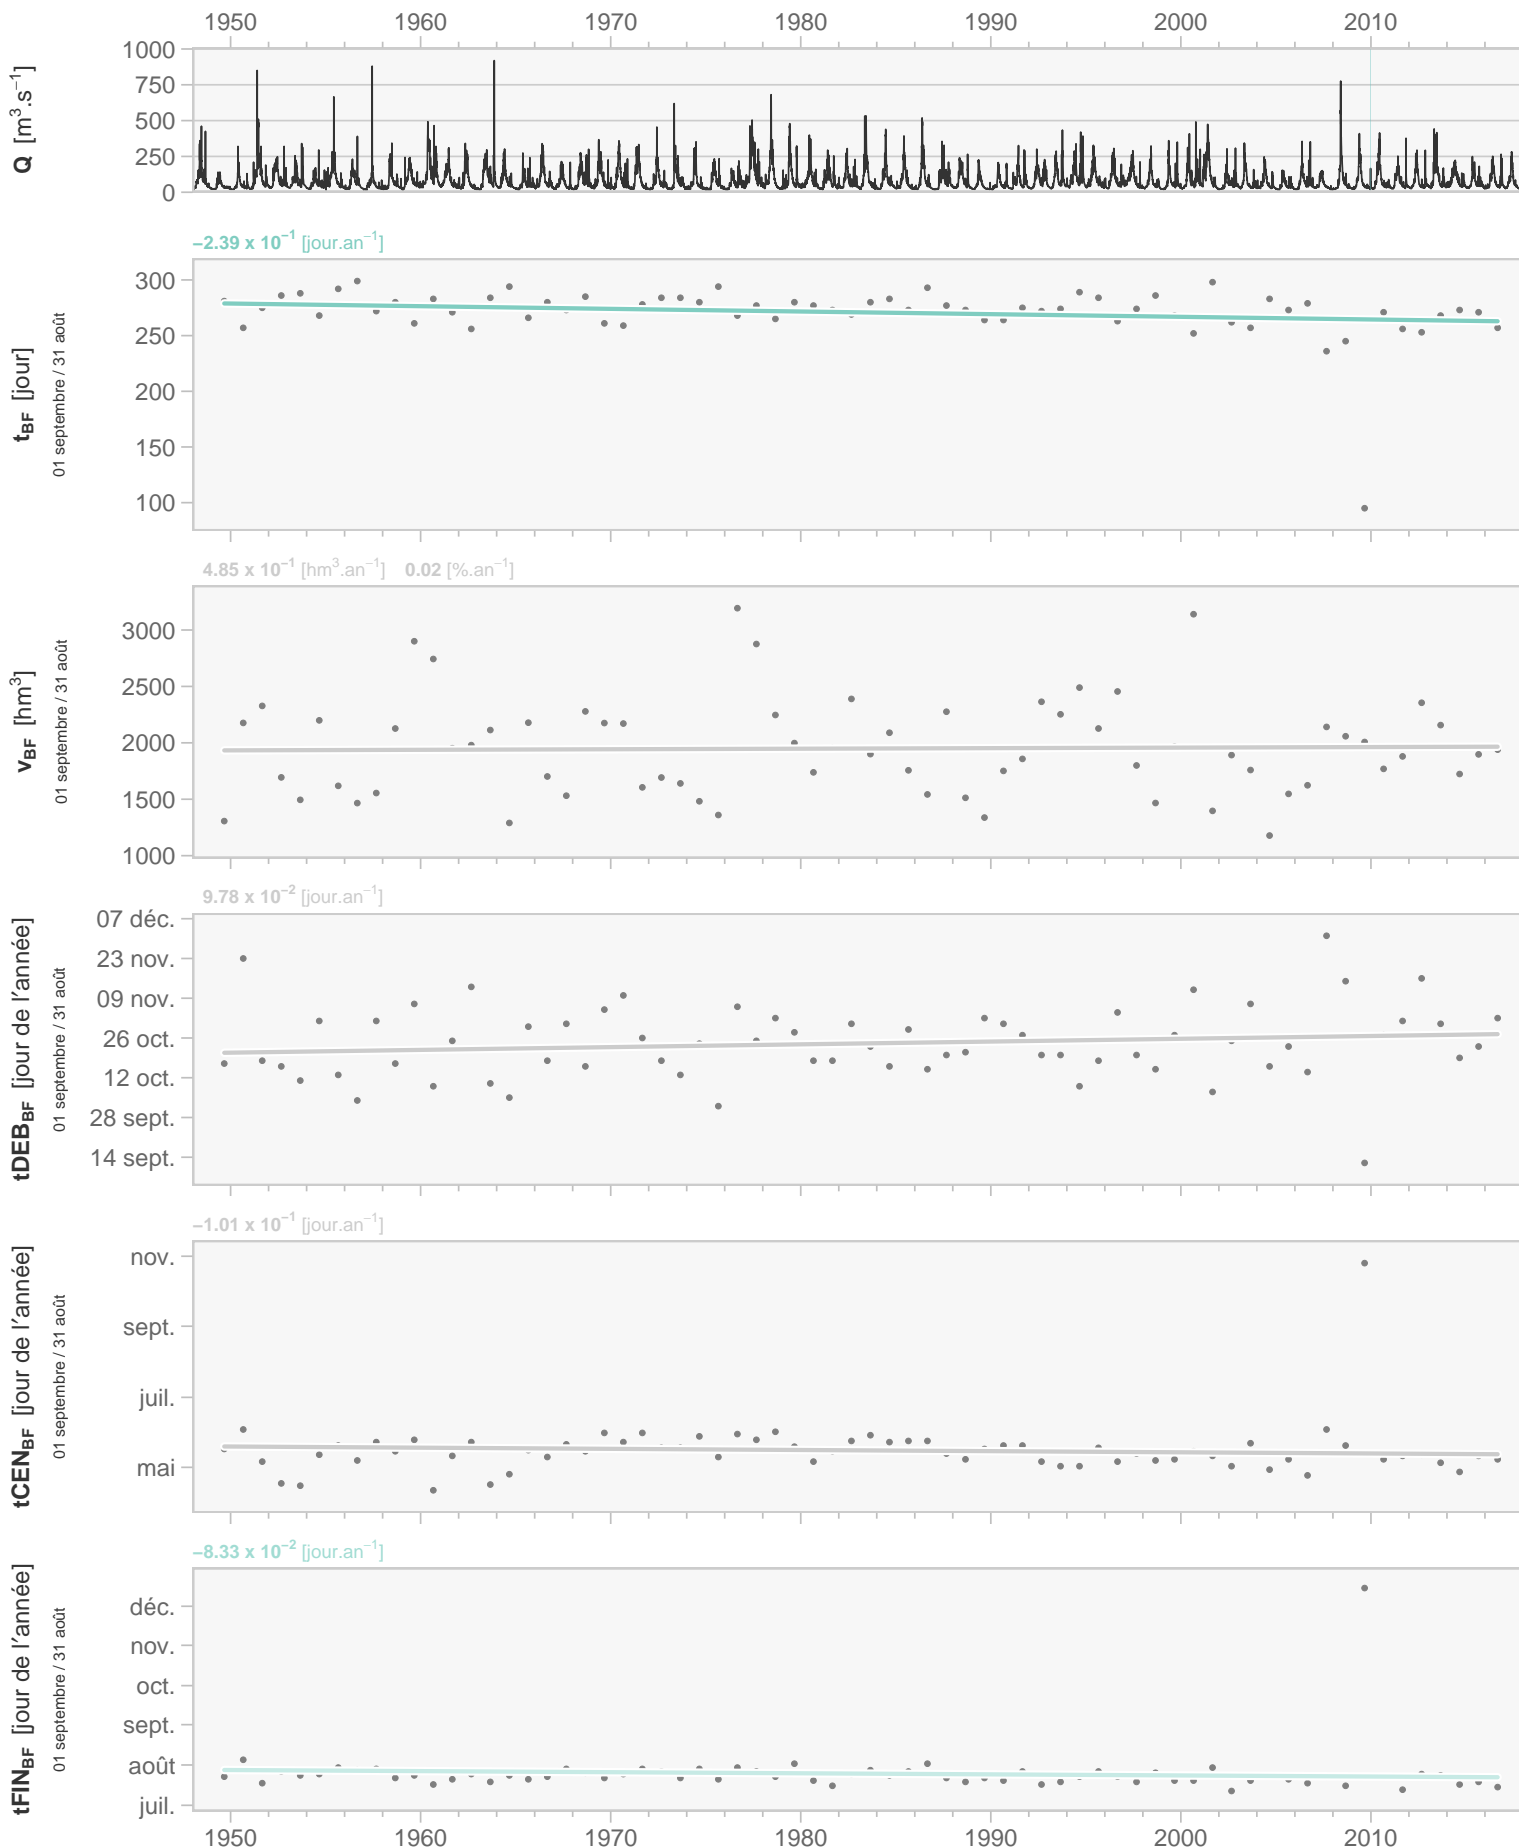 1950 1960 1970 1980 1990 2000 2010
Q [m³.s⁻¹]
1000
750
500
250
0
−2.39 x 10⁻¹ [jour.an⁻¹]
t_BF [jour]
01 septembre / 31 août
300
250
200
150
100
4.85 x 10⁻¹ [hm³.an⁻¹] 0.02 [%.an⁻¹]
v_BF [hm³]
01 septembre / 31 août
3000
2500
2000
1500
1000
9.78 x 10⁻² [jour.an⁻¹]
tDEB_BF [jour de l'année]
01 septembre / 31 août
07 déc.
23 nov.
09 nov.
26 oct.
12 oct.
28 sept.
14 sept.
−1.01 x 10⁻¹ [jour.an⁻¹]
tCEN_BF [jour de l'année]
01 septembre / 31 août
nov.
sept.
juil.
mai
−8.33 x 10⁻² [jour.an⁻¹]
tFIN_BF [jour de l'année]
01 septembre / 31 août
déc.
nov.
oct.
sept.
août
juil.
1950 1960 1970 1980 1990 2000 2010